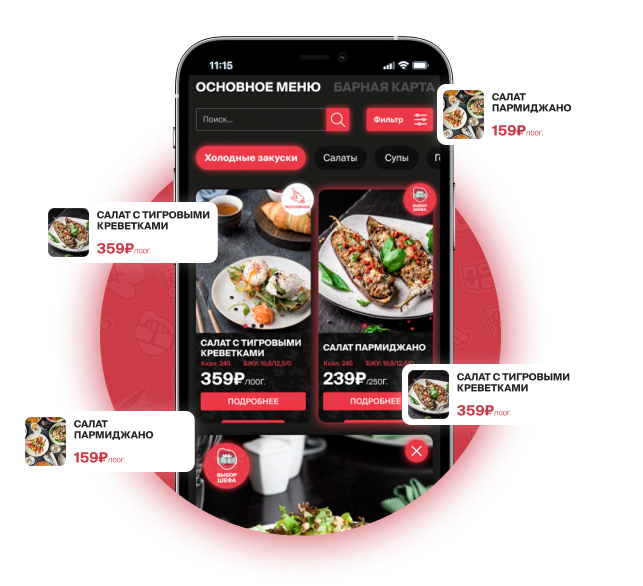 11:15
ОСНОВНОЕ МЕНЮ БАРНАЯ КАРТА
САЛАТ
ПАРМИДЖАНО
159₽/100Г.
Поиск...
Фильтр
Холодные закуски
Салаты
Супы
САЛАТ С ТИГРОВЫМИ
КРЕВЕТКАМИ
359₽/100Г.
ВЫБОР
ШЕФА
САЛАТ С ТИГРОВЫМИ
КРЕВЕТКАМИ
Ккал: 245 БЖУ: 19,8/12,5/0
359₽/100Г.
ПОДРОБНЕЕ
САЛАТ ПАРМИДЖАНО
Ккал: 245 БЖУ: 19,8/12,5/
239₽/250Г.
ПОДРОБНЕЕ
САЛАТ С ТИГРОВЫМИ
КРЕВЕТКАМИ
359₽/100Г.
САЛАТ
ПАРМИДЖАНО
159₽/100Г.
ВЫБОР
ШЕФА